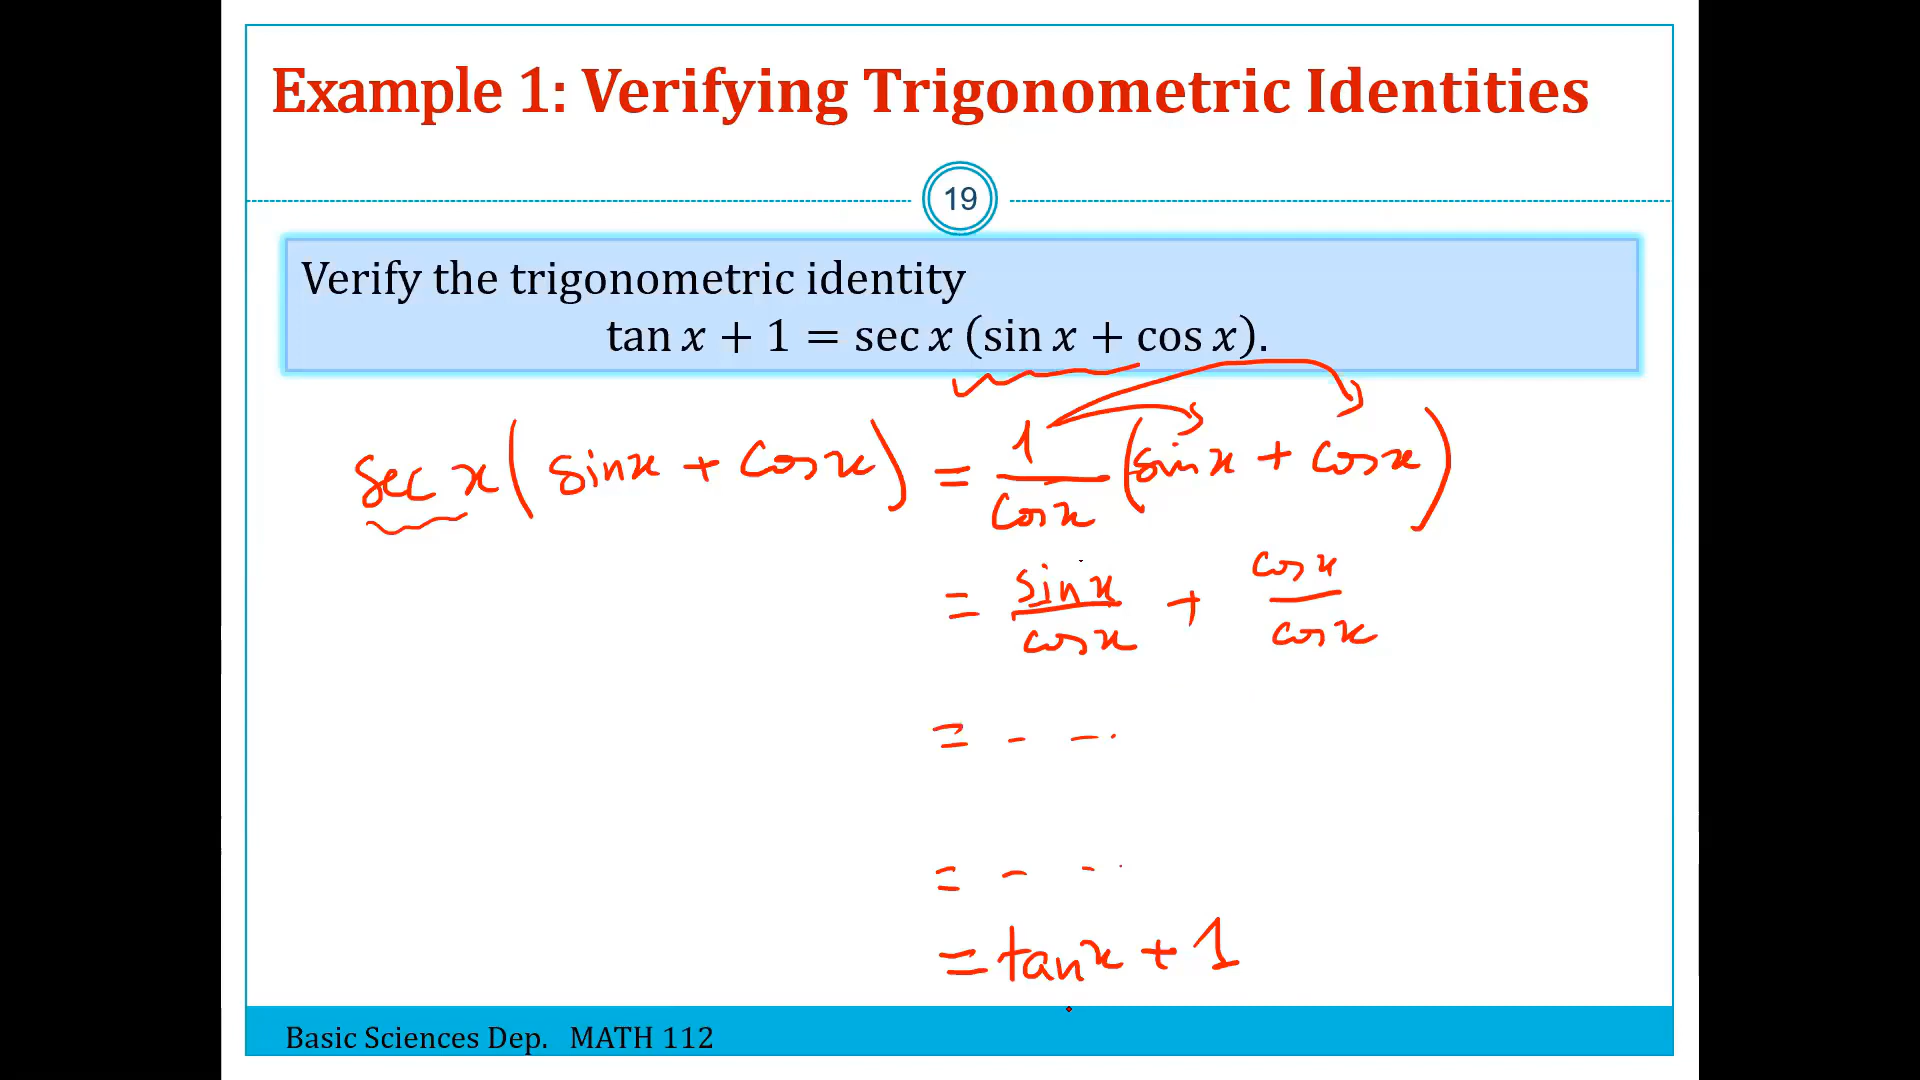 Example 1: Verifying Trigonometric Identities
19
Verify the trigonometric identity
tan x + 1 = sec x (sin x + cos x).
sec x (sin x + cos x) = 1/cos x (sin x + cos x)
= sin x/cos x + cos x/cos x
= - - .
= - - .
= tan x + 1
Basic Sciences Dep. MATH 112